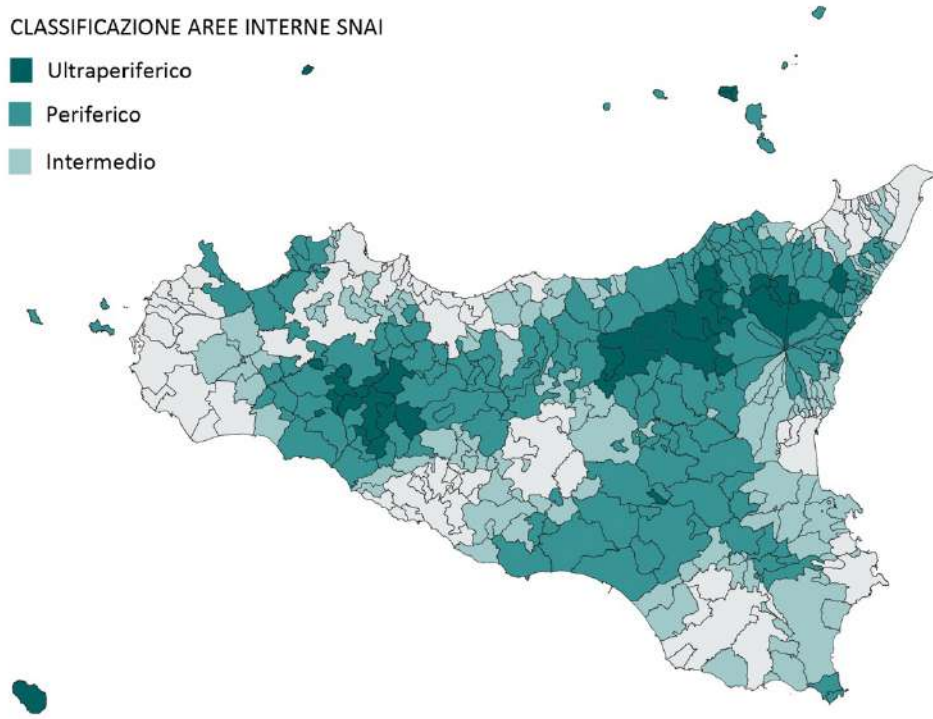 CLASSIFICAZIONE AREE INTERNE SNAI
Ultraperiferico
Periferico
Intermedio